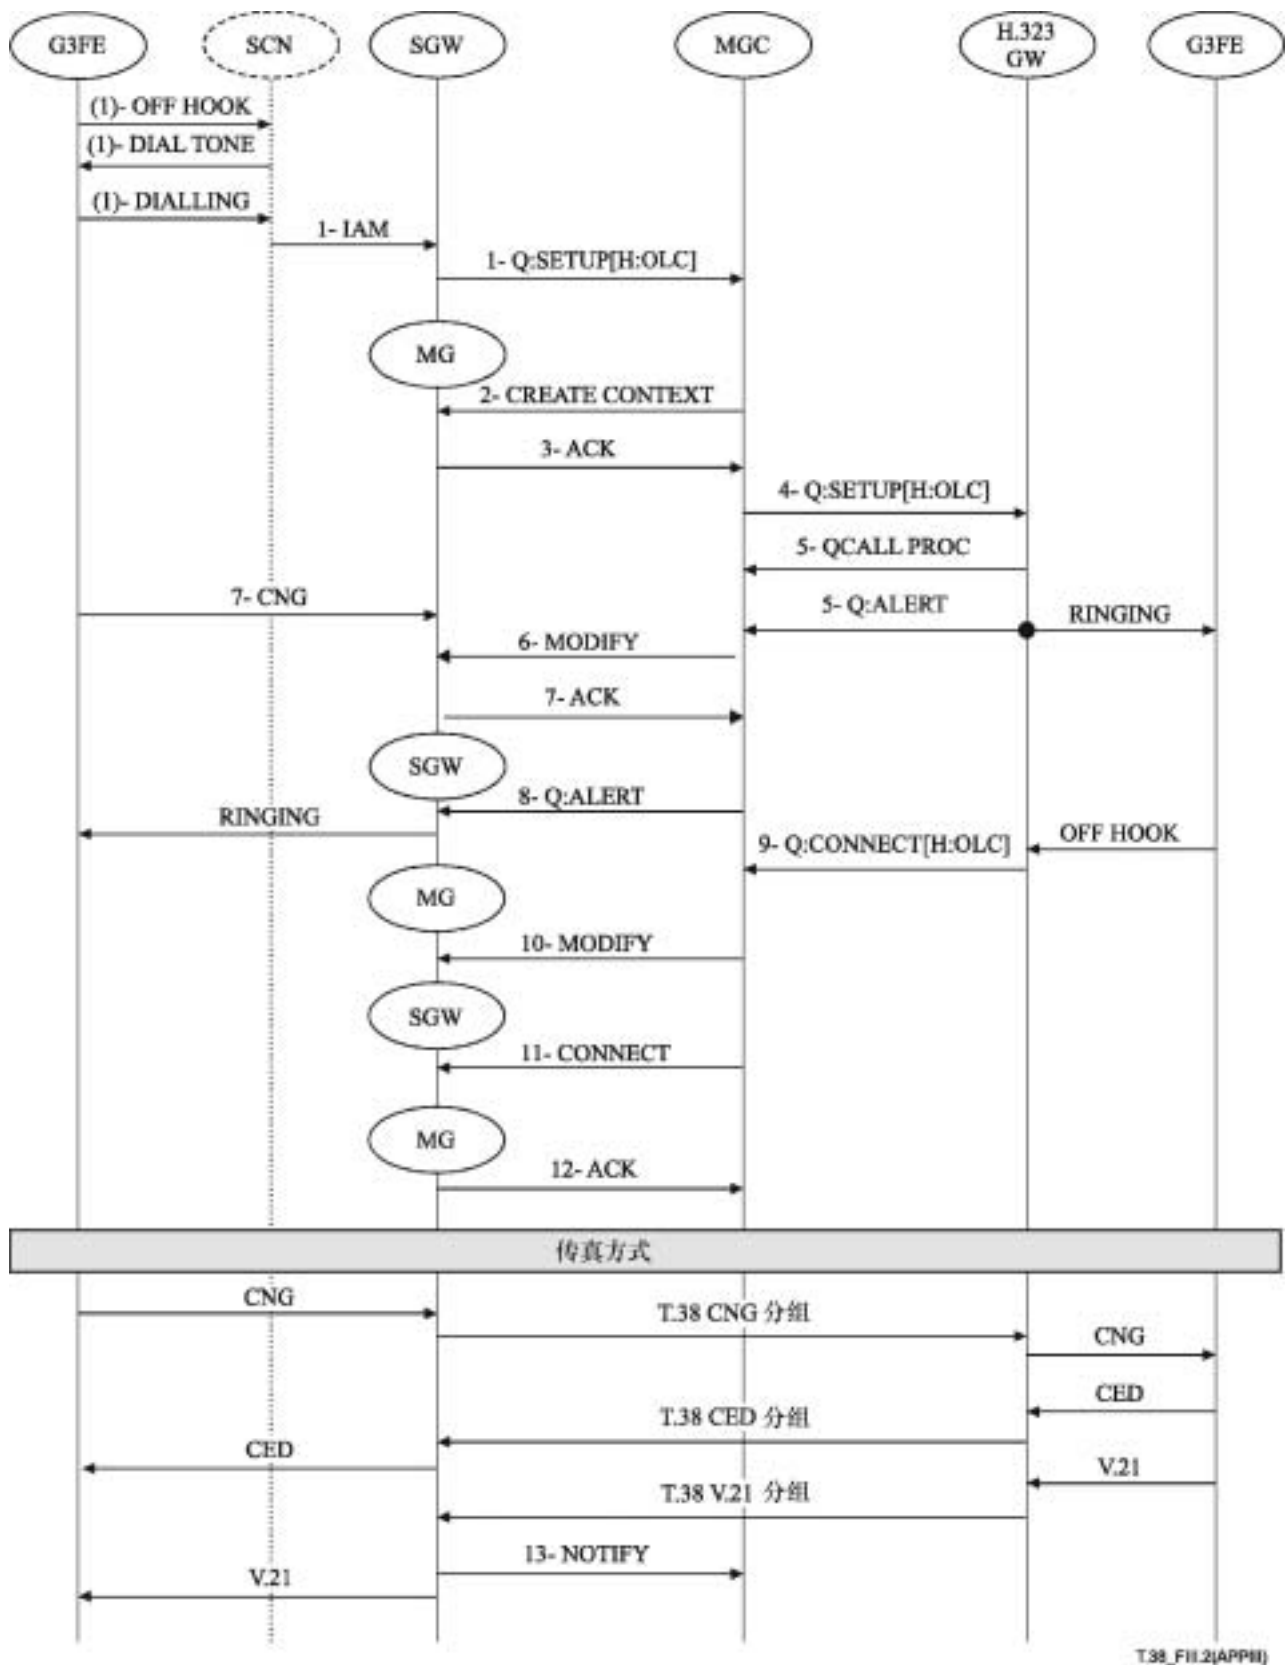 G3FE SCN SGW MGC H.323 GW G3FE
(1)- OFF HOOK
(1)- DIAL TONE
(1)- DIALLING
1- IAM
1- Q:SETUP[H:OLC]
MG
2- CREATE CONTEXT
3- ACK
4- Q:SETUP[H:OLC]
5- QCALL PROC
7- CNG
5- Q:ALERT
RINGING
6- MODIFY
7- ACK
SGW
8- Q:ALERT
RINGING
OFF HOOK
9- Q:CONNECT[H:OLC]
MG
10- MODIFY
SGW
11- CONNECT
MG
12- ACK
传真方式
CNG
T.38 CNG 分组
CNG
CED
T.38 CED 分组
CED
V.21
T.38 V.21 分组
13- NOTIFY
V.21
T.38_FIII.2(APPIII)